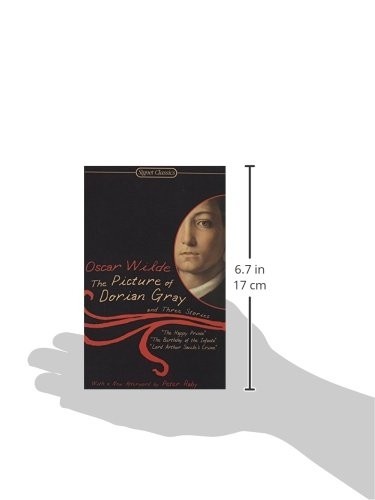 Signet Classics
Oscar Wilde
The Picture of
Dorian Gray
and Three Stories
"The Happy Prince"
"The Birthday of the Infanta"
"Lord Arthur Savile's Crime"
With a New Afterword by Peter Raby
6.7 in
17 cm